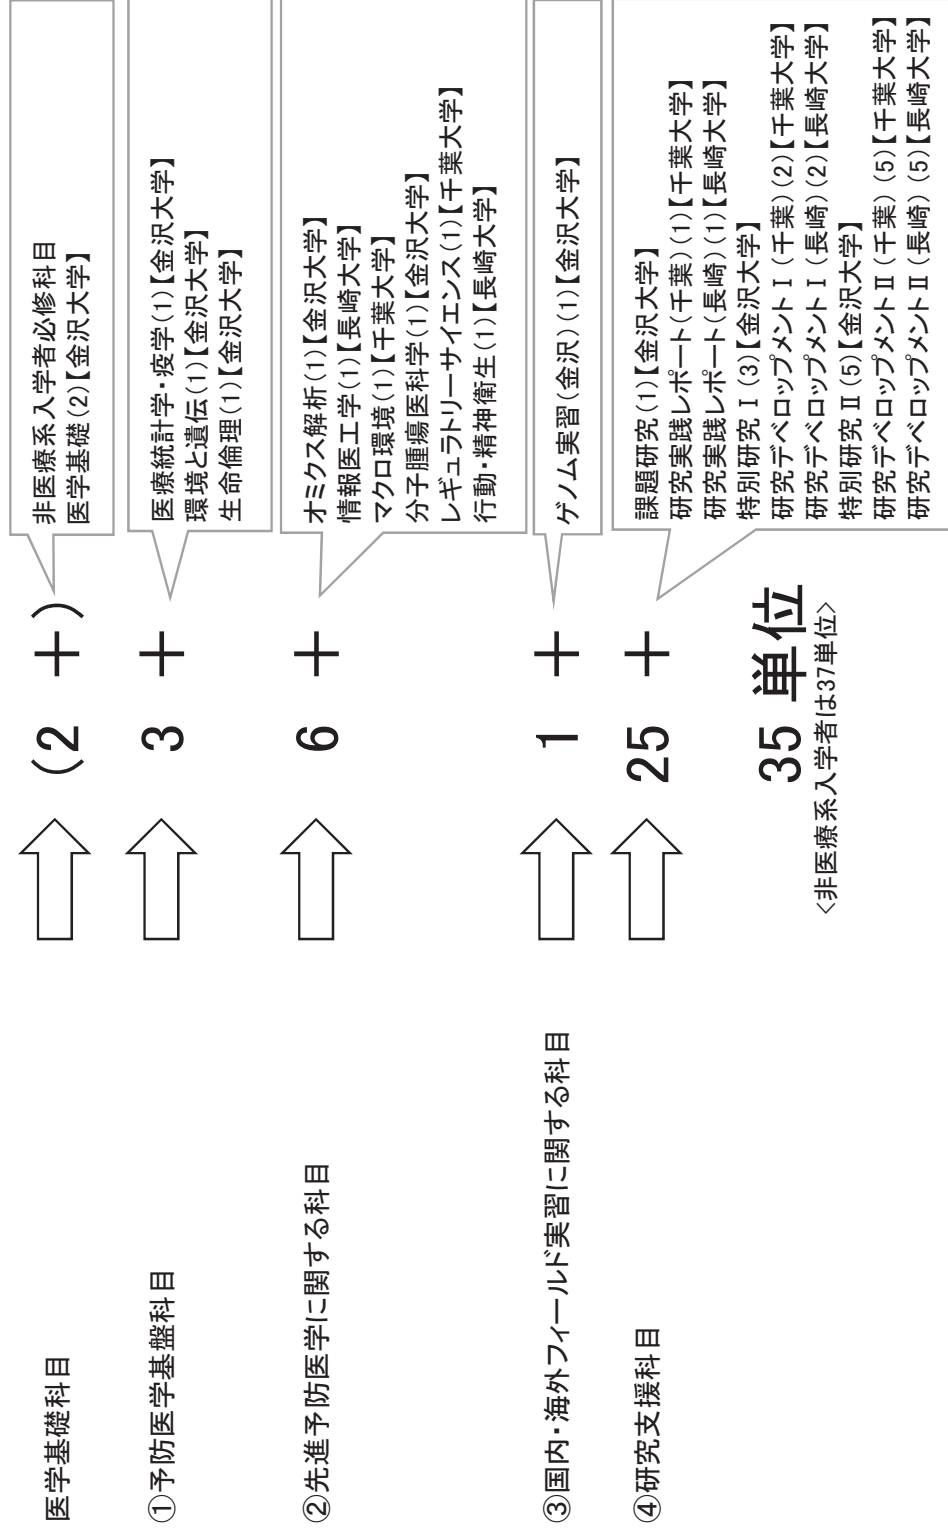 医学基礎科目
(2 ＋)
非医療系入学者必修科目
医学基礎(2)【金沢大学】
①予防医学基盤科目
3 ＋
医療統計学・疫学(1)【金沢大学】
環境と遺伝(1)【金沢大学】
生命倫理(1)【金沢大学】
②先進予防医学に関する科目
6 ＋
オミクス解析(1)【金沢大学】
情報医工学(1)【長崎大学】
マクロ環境(1)【千葉大学】
分子腫瘍医科学(1)【金沢大学】
レギュラトリーサイエンス(1)【千葉大学】
行動・精神衛生(1)【長崎大学】
③国内・海外フィールド実習に関する科目
1 ＋
ゲノム実習(金沢)(1)【金沢大学】
④研究支援科目
25 ＋
課題研究(1)【金沢大学】
研究実践レポート(千葉)(1)【千葉大学】
研究実践レポート(長崎)(1)【長崎大学】
特別研究Ⅰ(3)【金沢大学】
研究デベロップメントⅠ(千葉)(2)【千葉大学】
研究デベロップメントⅠ(長崎)(2)【長崎大学】
特別研究Ⅱ(5)【金沢大学】
研究デベロップメントⅡ(千葉)(5)【千葉大学】
研究デベロップメントⅡ(長崎)(5)【長崎大学】
35 単位
<非医療系入学者は37単位>